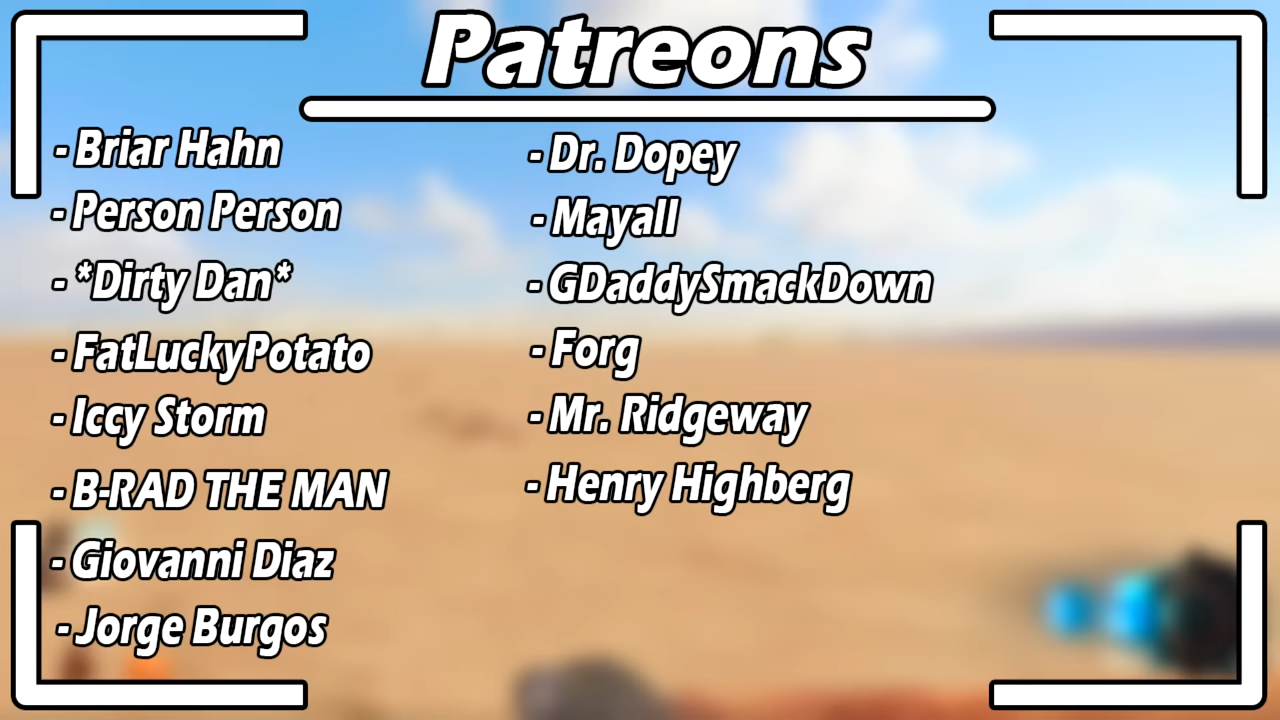 Patreons
- Briar Hahn
- Person Person
- *Dirty Dan*
- FatLuckyPotato
- Iccy Storm
- B-RAD THE MAN
- Giovanni Diaz
- Jorge Burgos
- Dr. Dopey
- Mayall
- GDaddySmackDown
- Forg
- Mr. Ridgeway
- Henry Highberg